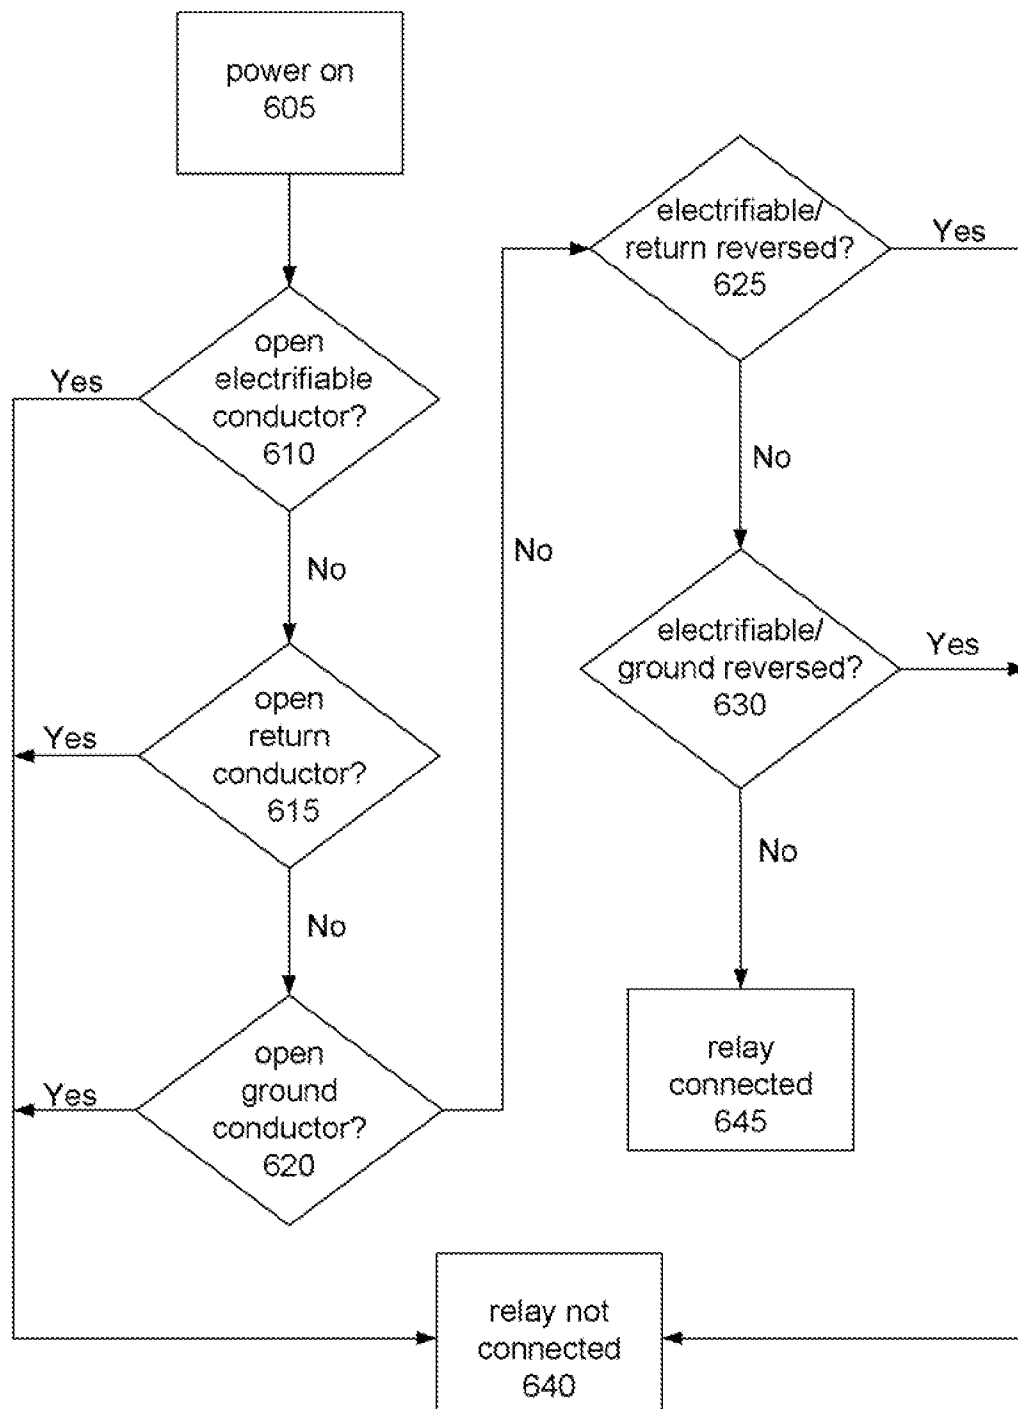 power on
605
open
electrifiable
conductor?
610
Yes
No
open
return
conductor?
615
Yes
No
open
ground
conductor?
620
Yes
No
electrifiable/
return reversed?
625
Yes
No
electrifiable/
ground reversed?
630
Yes
No
relay
connected
645
relay not
connected
640